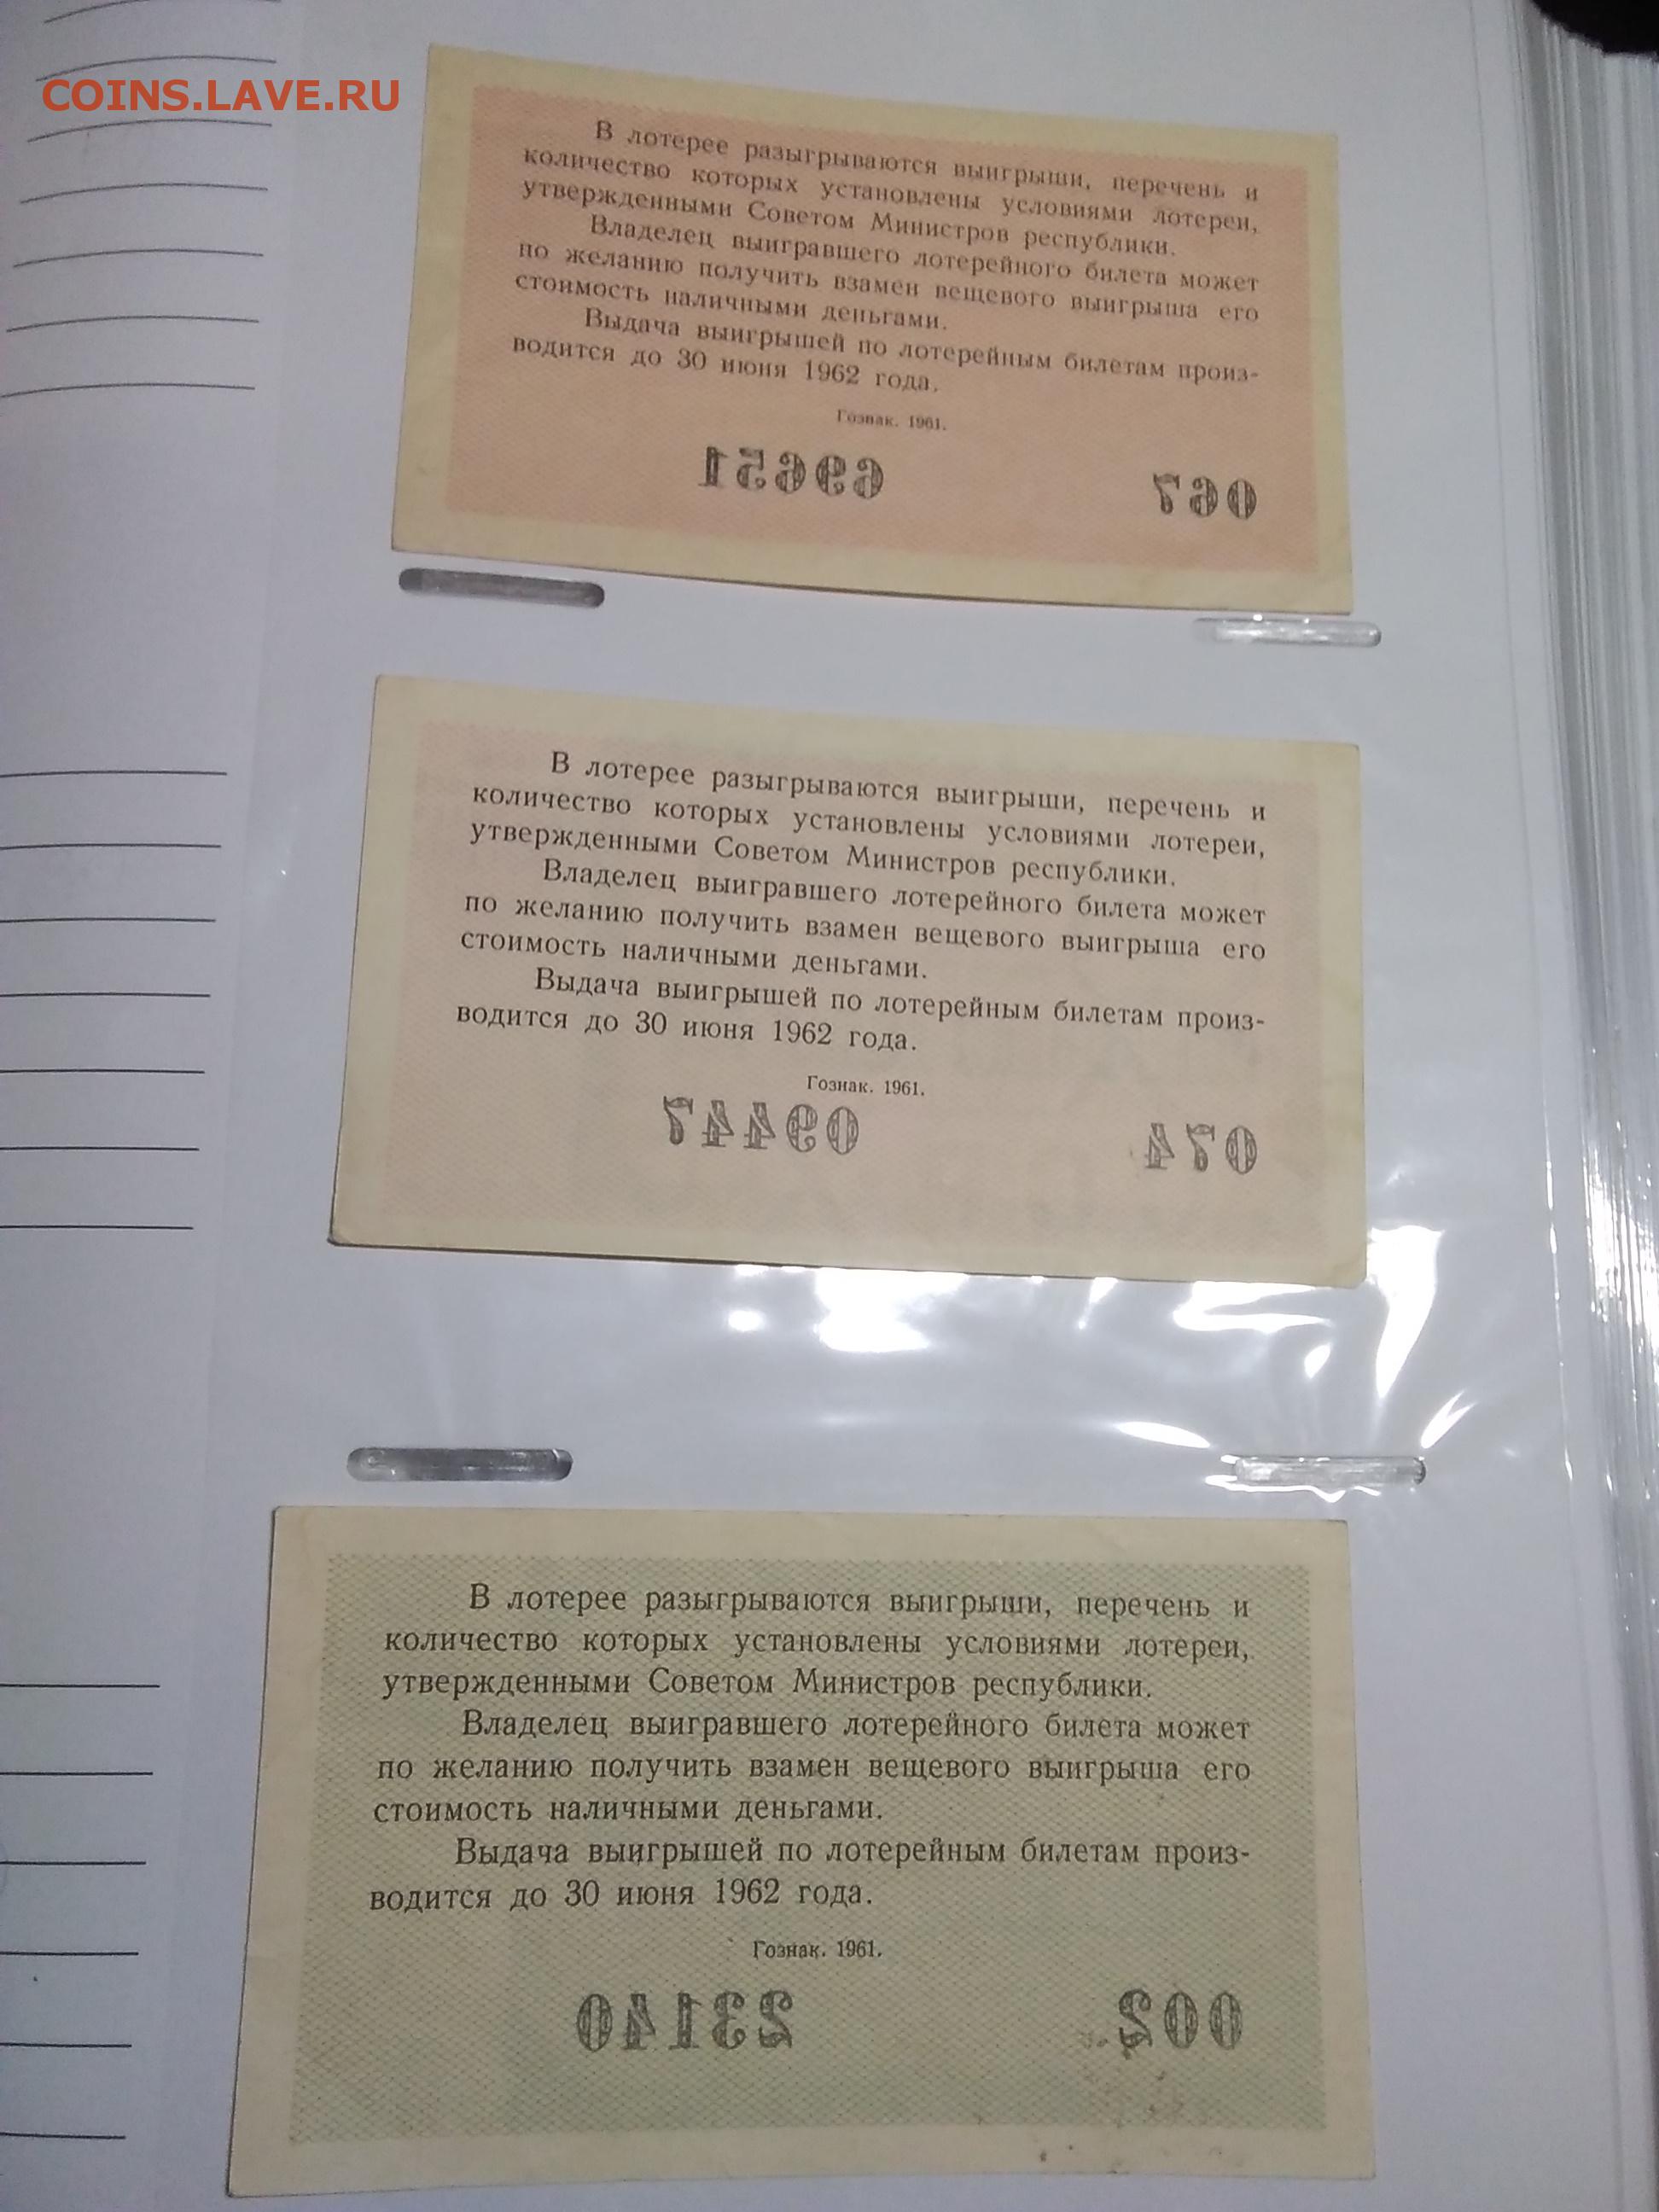 COINS.LAVE.RU
В лотерее разыгрываются выигрыши, перечень и
количество которых установлены условиями лотереи,
утвержденными Советом Министров республики.
Владелец выигравшего лотерейного билета может
по желанию получить взамен вещевого выигрыша его
стоимость наличными деньгами.
Выдача выигрышей по лотерейным билетам произ-
водится до 30 июня 1962 года.
Гознак. 1961.
69651 067
В лотерее разыгрываются выигрыши, перечень и
количество которых установлены условиями лотереи,
утвержденными Советом Министров республики.
Владелец выигравшего лотерейного билета может
по желанию получить взамен вещевого выигрыша его
стоимость наличными деньгами.
Выдача выигрышей по лотерейным билетам произ-
водится до 30 июня 1962 года.
Гознак. 1961.
09447 074
В лотерее разыгрываются выигрыши, перечень и
количество которых установлены условиями лотереи,
утвержденными Советом Министров республики.
Владелец выигравшего лотерейного билета может
по желанию получить взамен вещевого выигрыша его
стоимость наличными деньгами.
Выдача выигрышей по лотерейным билетам произ-
водится до 30 июня 1962 года.
Гознак. 1961.
23140 002